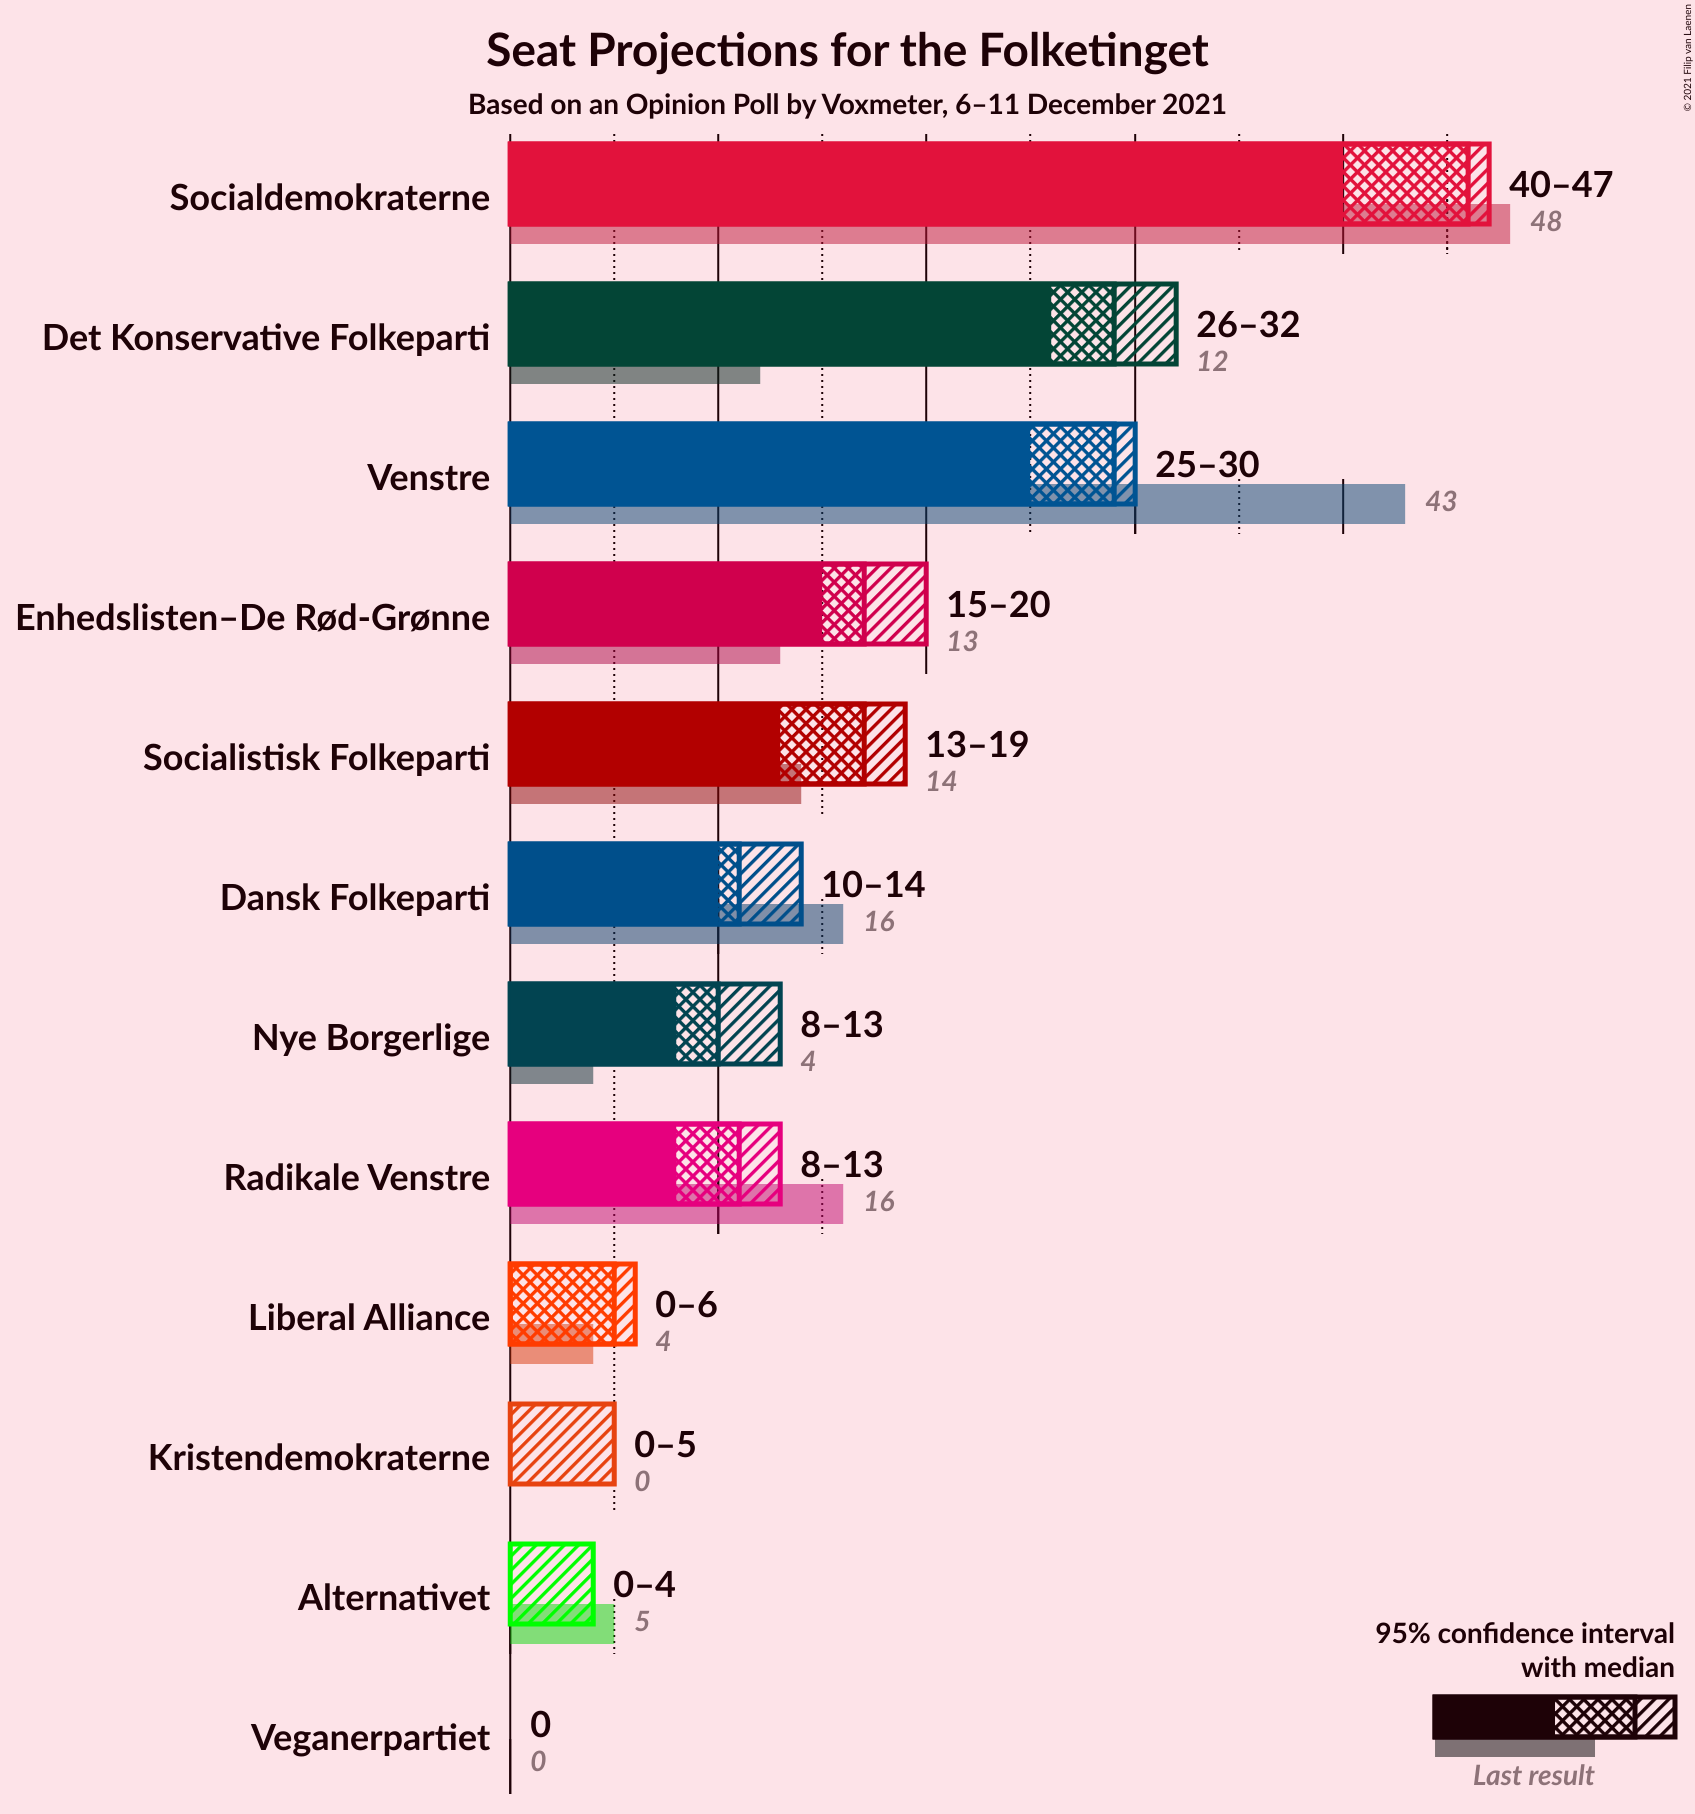 Seat Projections for the Folketinget
Based on an Opinion Poll by Voxmeter, 6–11 December 2021
© 2021 Filip van Laenen
Socialdemokraterne
40–47
48
Det Konservative Folkeparti
26–32
12
Venstre
25–30
43
Enhedslisten–De Rød-Grønne
15–20
13
Socialistisk Folkeparti
13–19
14
Dansk Folkeparti
10–14
16
Nye Borgerlige
8–13
4
Radikale Venstre
8–13
16
Liberal Alliance
0–6
4
Kristendemokraterne
0–5
0
Alternativet
0–4
5
Veganerpartiet
0
0
95% confidence interval
with median
Last result